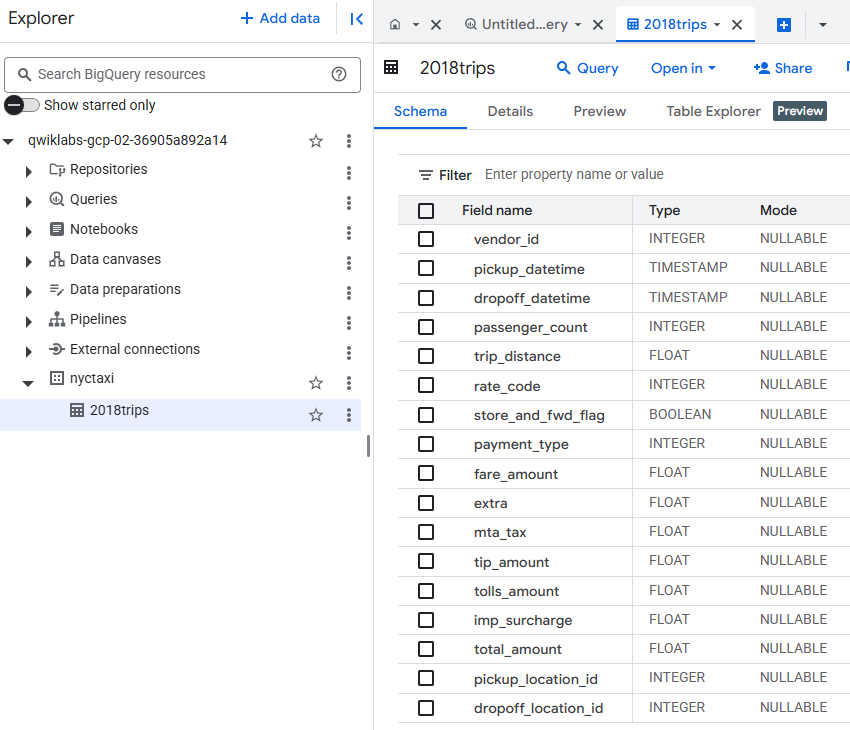 Explorer
+ Add data
Search BigQuery resources
Show starred only
qwiklabs-gcp-02-36905a892a14
Repositories
Queries
Notebooks
Data canvases
Data preparations
Pipelines
External connections
nyctaxi
2018trips
Untitled...ery
2018trips
2018trips
Query
Open in
Share
Schema
Details
Preview
Table Explorer
Preview
Filter
Enter property name or value
Field name Type Mode
vendor_id INTEGER NULLABLE
pickup_datetime TIMESTAMP NULLABLE
dropoff_datetime TIMESTAMP NULLABLE
passenger_count INTEGER NULLABLE
trip_distance FLOAT NULLABLE
rate_code INTEGER NULLABLE
store_and_fwd_flag BOOLEAN NULLABLE
payment_type INTEGER NULLABLE
fare_amount FLOAT NULLABLE
extra FLOAT NULLABLE
mta_tax FLOAT NULLABLE
tip_amount FLOAT NULLABLE
tolls_amount FLOAT NULLABLE
imp_surcharge FLOAT NULLABLE
total_amount FLOAT NULLABLE
pickup_location_id INTEGER NULLABLE
dropoff_location_id INTEGER NULLABLE